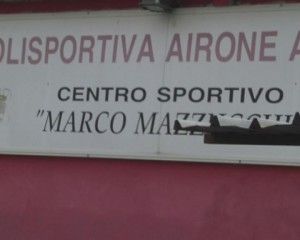 OLISPORTIVA AIRONE A
CENTRO SPORTIVO
"MARCO